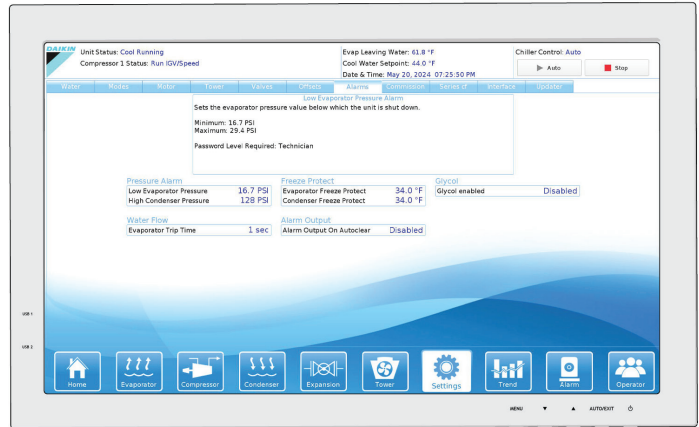 DAIKIN
Unit Status: Cool Running
Compressor 1 Status: Run IGV/Speed
Evap Leaving Water: 61.8 °F
Cool Water Setpoint: 44.0 °F
Date & Time: May 20, 2024 07:25:50 PM
Chiller Control: Auto
Auto
Stop
Water Modes Motor Tower Valves Offsets Alarms Commission Series cf Interface Updater
Low Evaporator Pressure Alarm
Sets the evaporator pressure value below which the unit is shut down.
Minimum: 16.7 PSI
Maximum: 29.4 PSI
Password Level Required: Technician
Pressure Alarm
Low Evaporator Pressure 16.7 PSI
High Condenser Pressure 128 PSI
Freeze Protect
Evaporator Freeze Protect 34.0 °F
Condenser Freeze Protect 34.0 °F
Glycol
Glycol enabled Disabled
Water Flow
Evaporator Trip Time 1 sec
Alarm Output
Alarm Output On Autoclear Disabled
USB 1
USB 2
Home Evaporator Compressor Condenser Expansion Tower Settings Trend Alarm Operator
MENU ▼ ▲ AUTO/EXIT